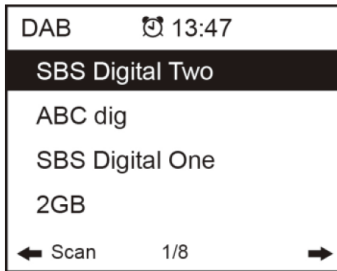 DAB ⏰ 13:47
SBS Digital Two
ABC dig
SBS Digital One
2GB
← Scan 1/8 →